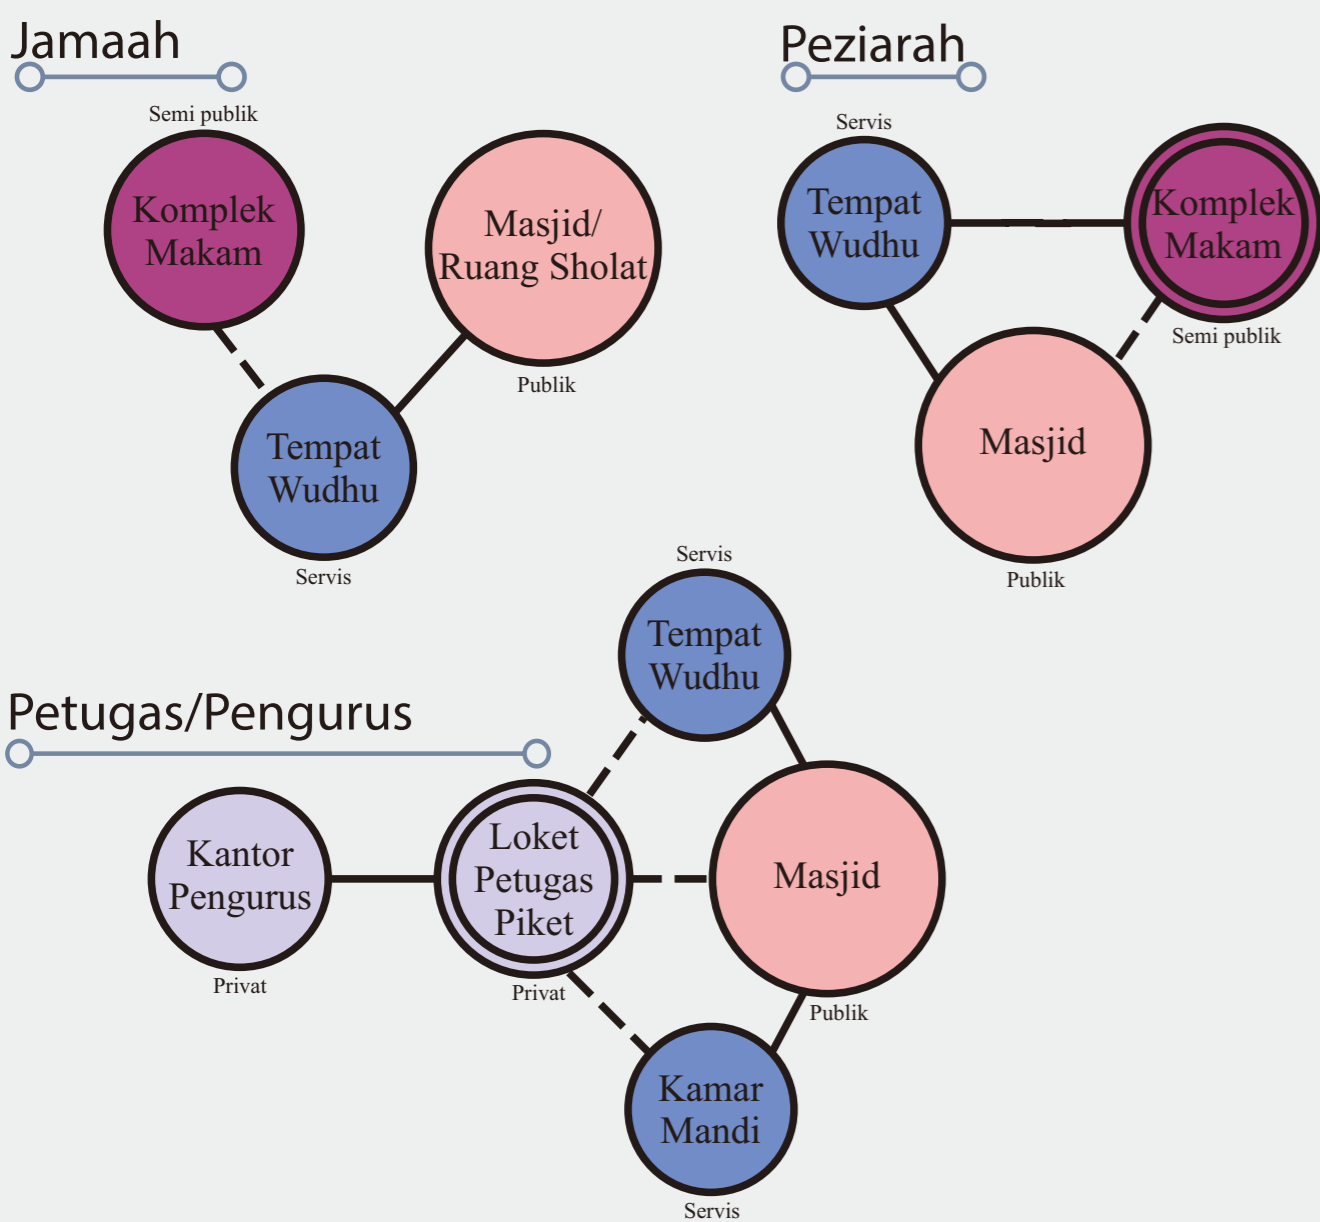 Jamaah
Semi publik
Komplek
Makam
Masjid/
Ruang Sholat
Publik
Tempat
Wudhu
Servis
Peziarah
Servis
Tempat
Wudhu
Komplek
Makam
Semi publik
Masjid
Publik
Petugas/Pengurus
Servis
Tempat
Wudhu
Kantor
Pengurus
Privat
Loket
Petugas
Piket
Privat
Masjid
Publik
Kamar
Mandi
Servis